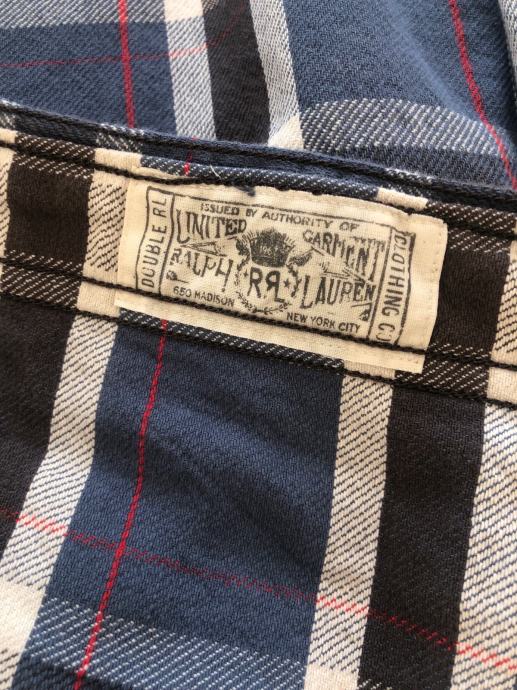 ISSUED BY AUTHORITY OF
UNITED GARMENT
RALPH RRL LAUREN
650 MADISON NEW YORK CITY
DOUBLE RL
CLOTHING CO